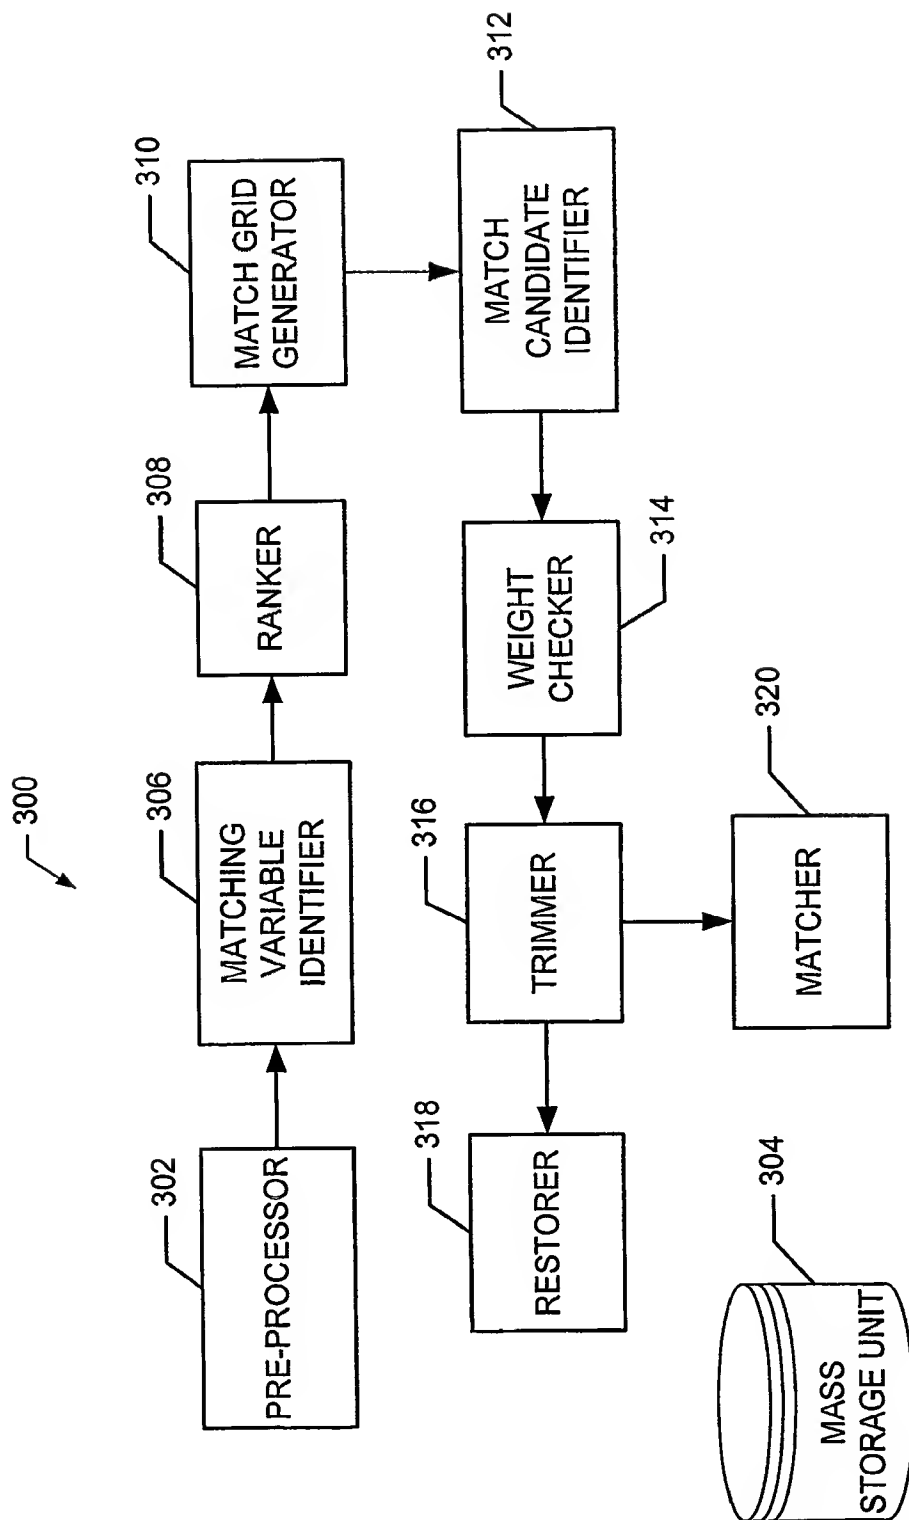 300
302
PRE-PROCESSOR
306
MATCHING
VARIABLE
IDENTIFIER
308
RANKER
310
MATCH GRID
GENERATOR
312
MATCH
CANDIDATE
IDENTIFIER
314
WEIGHT
CHECKER
316
TRIMMER
318
RESTORER
320
MATCHER
304
MASS
STORAGE UNIT